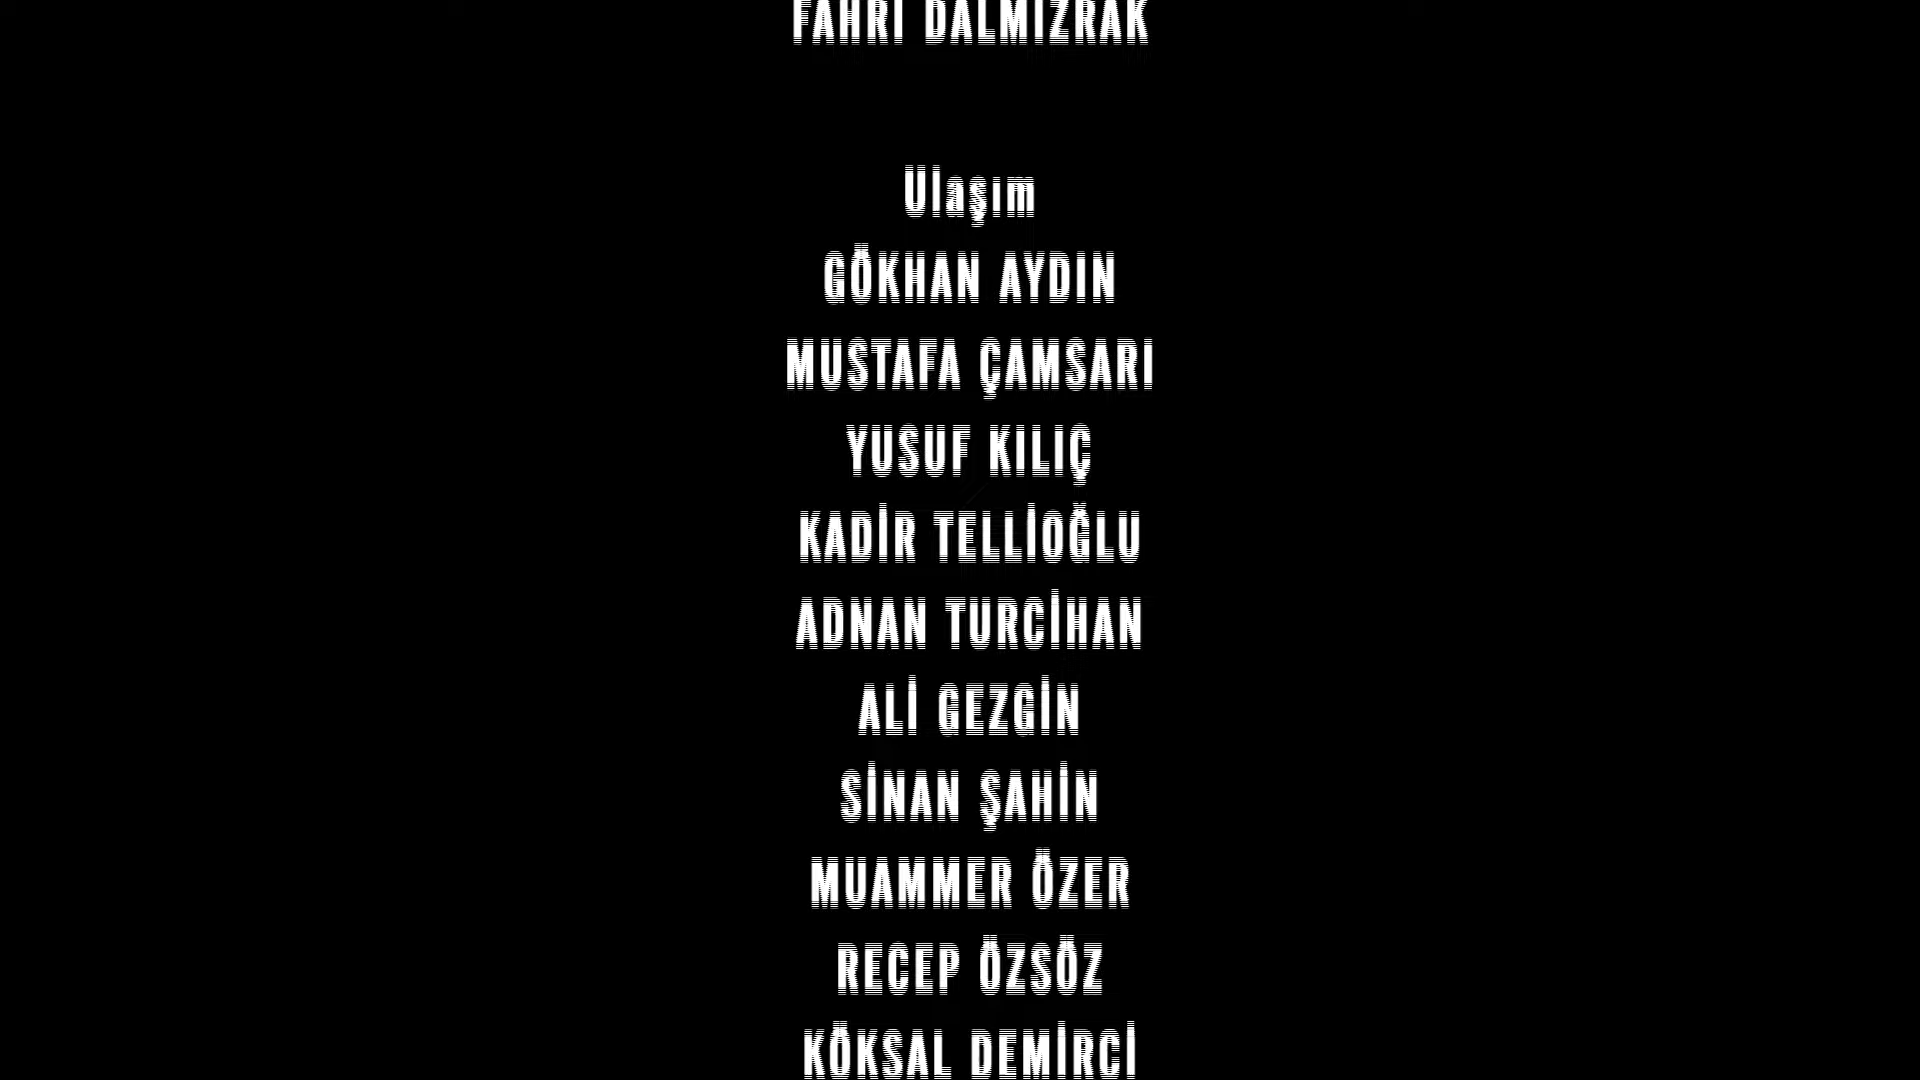 FAHRİ DALMIZRAK
Ulaşım
GÖKHAN AYDIN
MUSTAFA ÇAMSARI
YUSUF KILIÇ
KADİR TELLİOĞLU
ADNAN TURCİHAN
ALİ GEZGİN
SİNAN ŞAHİN
MUAMMER ÖZER
RECEP ÖZSÖZ
KÖKSAL DEMİRCİ